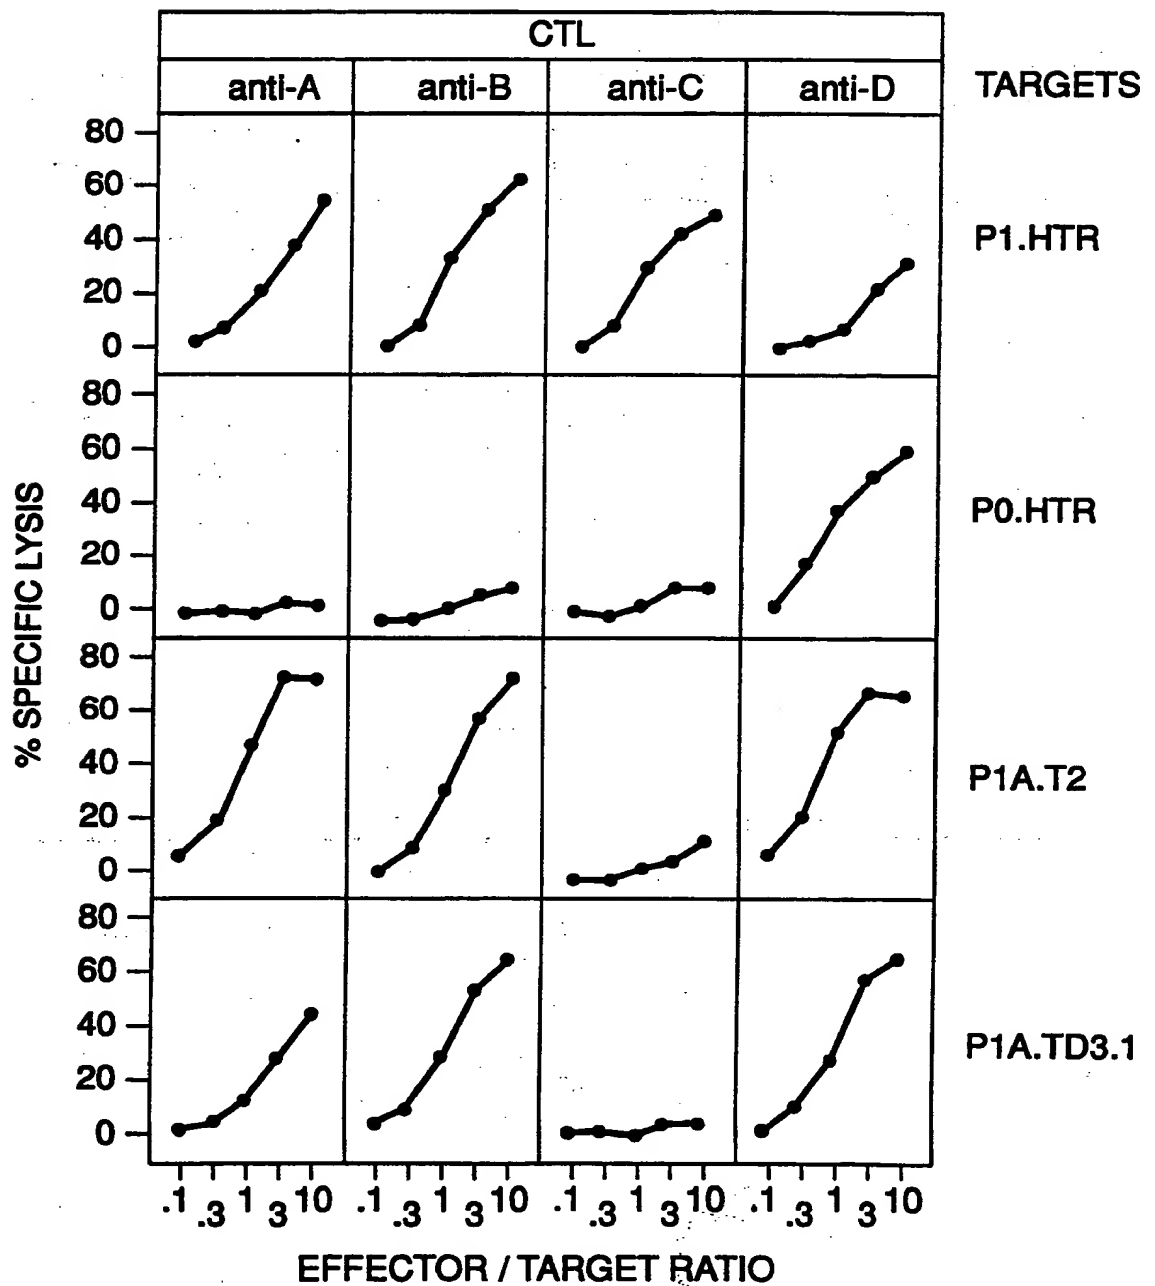 CTL
anti-A anti-B anti-C anti-D TARGETS
80
60
40
20
0
P1.HTR
80
60
40
20
0
P0.HTR
80
60
40
20
0
P1A.T2
80
60
40
20
0
P1A.TD3.1
% SPECIFIC LYSIS
.1 .3 1 3 10 .1 .3 1 3 10 .1 .3 1 3 10 .1 .3 1 3 10
EFFECTOR / TARGET RATIO